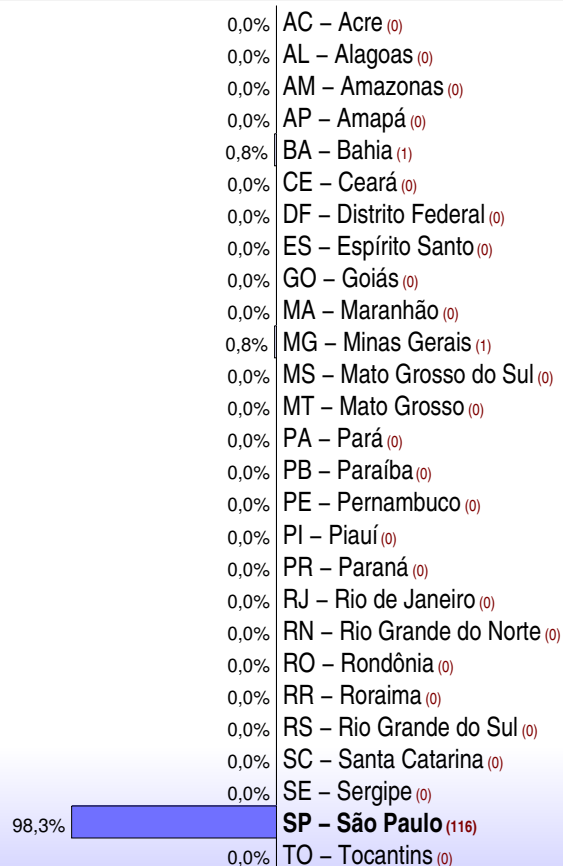 0,0% AC – Acre (0)
0,0% AL – Alagoas (0)
0,0% AM – Amazonas (0)
0,0% AP – Amapá (0)
0,8% BA – Bahia (1)
0,0% CE – Ceará (0)
0,0% DF – Distrito Federal (0)
0,0% ES – Espírito Santo (0)
0,0% GO – Goiás (0)
0,0% MA – Maranhão (0)
0,8% MG – Minas Gerais (1)
0,0% MS – Mato Grosso do Sul (0)
0,0% MT – Mato Grosso (0)
0,0% PA – Pará (0)
0,0% PB – Paraíba (0)
0,0% PE – Pernambuco (0)
0,0% PI – Piauí (0)
0,0% PR – Paraná (0)
0,0% RJ – Rio de Janeiro (0)
0,0% RN – Rio Grande do Norte (0)
0,0% RO – Rondônia (0)
0,0% RR – Roraima (0)
0,0% RS – Rio Grande do Sul (0)
0,0% SC – Santa Catarina (0)
0,0% SE – Sergipe (0)
98,3% SP – São Paulo (116)
0,0% TO – Tocantins (0)